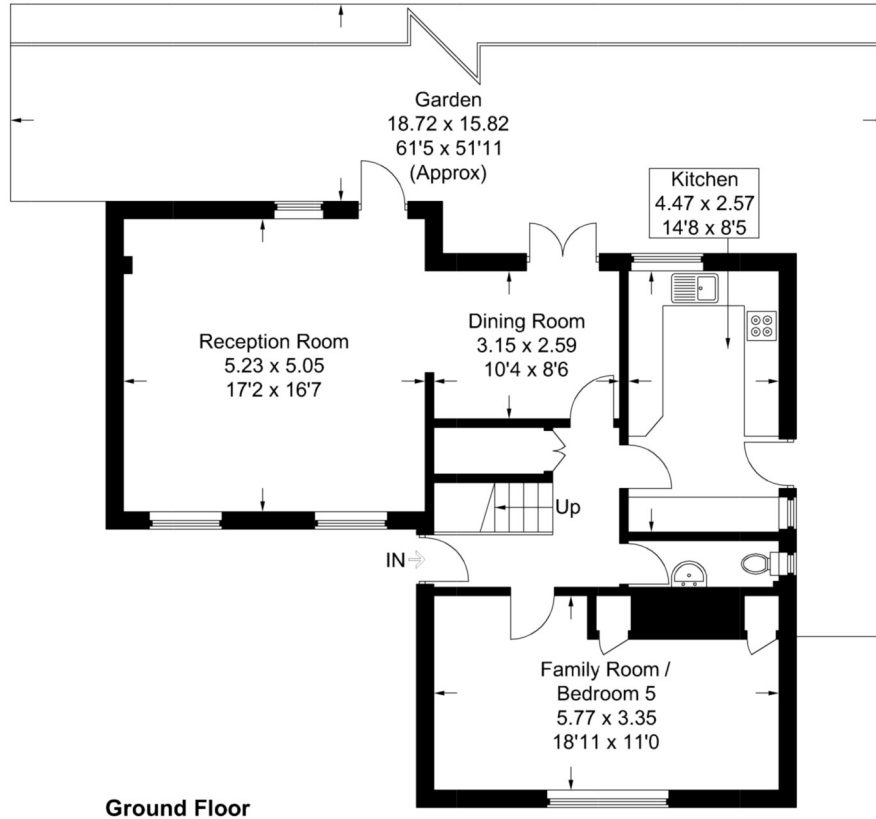 Garden
18.72 x 15.82
61'5 x 51'11
(Approx)
Kitchen
4.47 x 2.57
14'8 x 8'5
Reception Room
5.23 x 5.05
17'2 x 16'7
Dining Room
3.15 x 2.59
10'4 x 8'6
Up
IN
Family Room /
Bedroom 5
5.77 x 3.35
18'11 x 11'0
Ground Floor